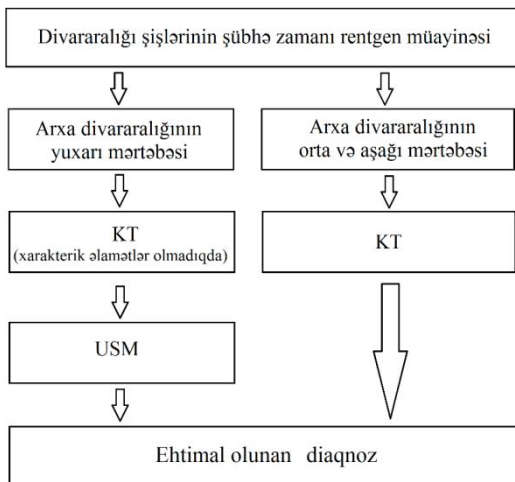 Divararalığı şişlərinin şübhə zamanı rentgen müayinəsi
Arxa divararalığının
yuxarı mərtəbəsi
Arxa divararalığının
orta və aşağı mərtəbəsi
KT
(xarakterik əlamətlər olmadıqda)
KT
USM
Ehtimal olunan diaqnoz